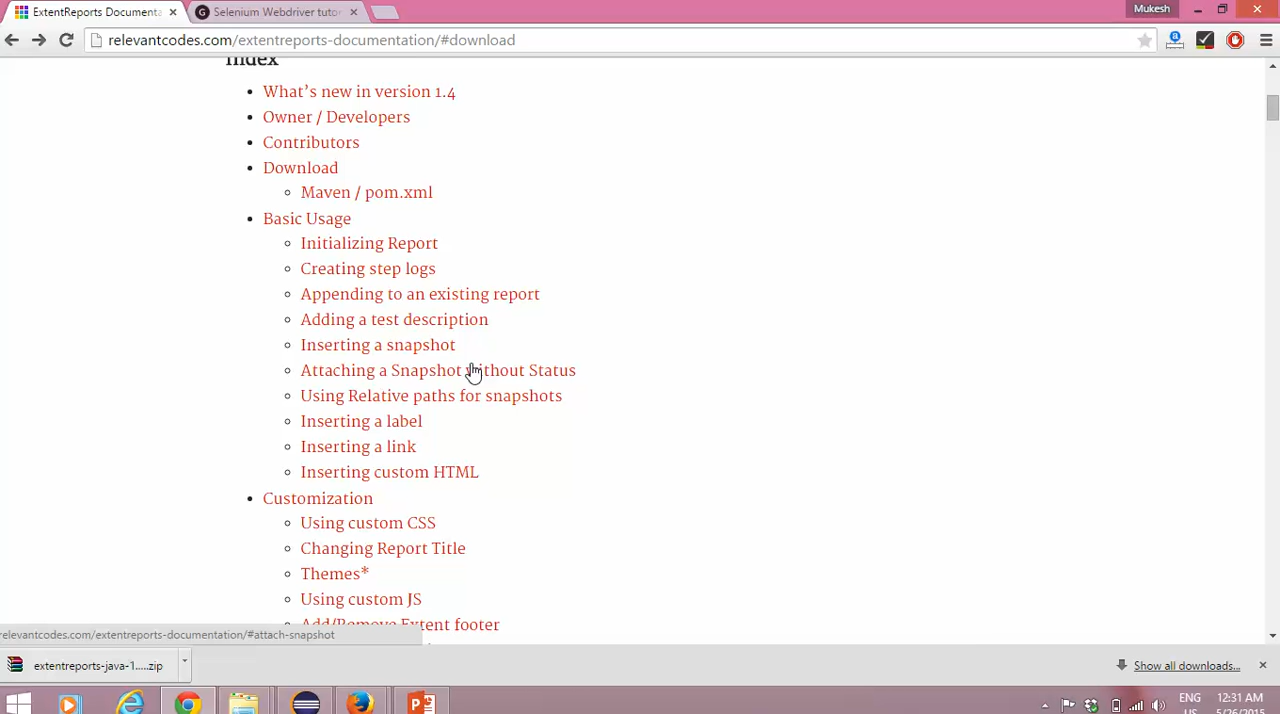 ExtentReports Documenta
Selenium Webdriver tuto
Mukesh
relevantcodes.com/extentreports-documentation/#download
Index
What's new in version 1.4
Owner / Developers
Contributors
Download
Maven / pom.xml
Basic Usage
Initializing Report
Creating step logs
Appending to an existing report
Adding a test description
Inserting a snapshot
Attaching a Snapshot without Status
Using Relative paths for snapshots
Inserting a label
Inserting a link
Inserting custom HTML
Customization
Using custom CSS
Changing Report Title
Themes*
Using custom JS
Add/Remove Extent footer
relevantcodes.com/extentreports-documentation/#attach-snapshot
extentreports-java-1.....zip
Show all downloads...
ENG
12:31 AM
US
5/26/2015